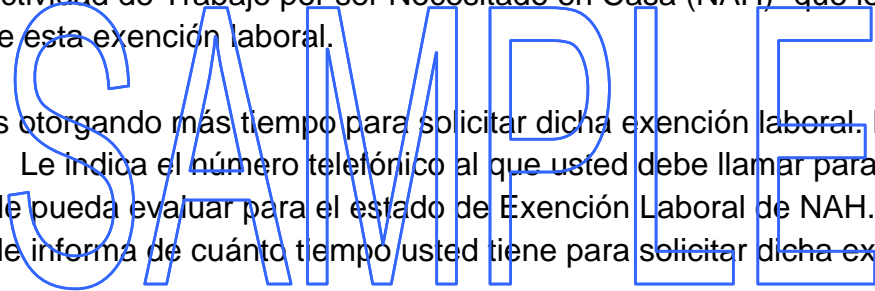 ctividad de Trabajo por ser Necesitado en Casa (NAH)" que le
e esta exención laboral.
s otorgando más tiempo para solicitar dicha exención laboral.
Le indica el número telefónico al que usted debe llamar para
le pueda evaluar para el estado de Exención Laboral de NAH.
le informa de cuánto tiempo usted tiene para solicitar dicha ex
SAMPLE